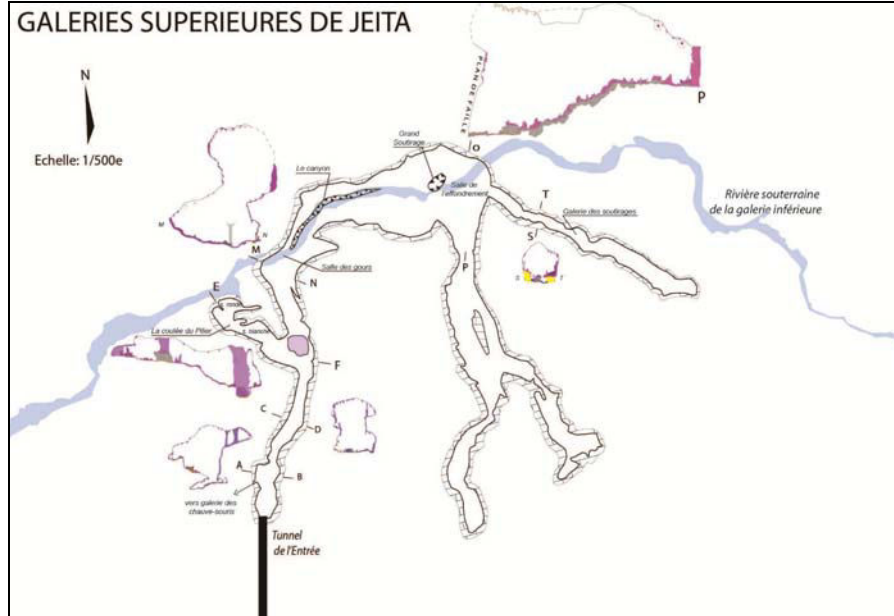 GALERIES SUPERIEURES DE JEITA
N
Echelle: 1/500e
PLAN DE FAILLE
P
Grand
Soutirage
O
Le canyon
Salle de
l'effondrement
T
Galerie des soutirages
Rivière souterraine
de la galerie inférieure
M
N
M
S
P
S
T
Salle des gours
N
E
s. ronde
La coulée du Pilier
s. blanche
F
C
D
A
B
vers galerie des
chauve-souris
Tunnel
de l'Entrée